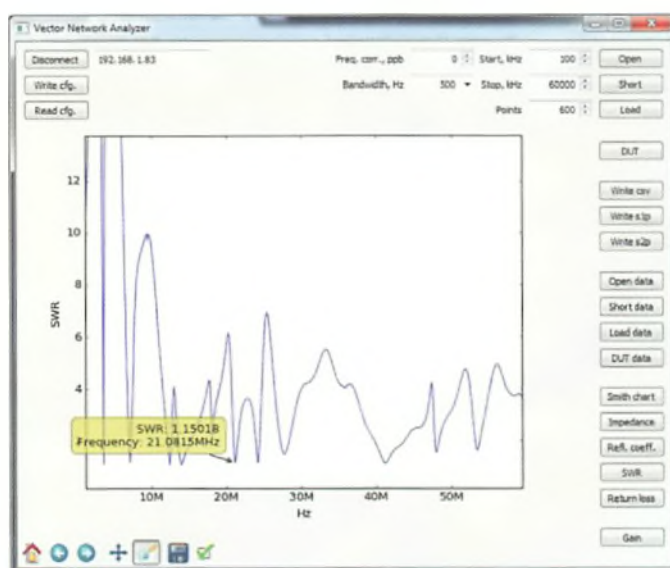 Vector Network Analyzer
Disconnect 192.168.1.83 Freq. corr., ppb 0 Start, kHz 100 Open
Write cfg. Bandwidth, Hz 500 Stop, kHz 60000 Short
Read cfg. Points 600 Load
DUT
Write csv
Write s1p
Write s2p
Open data
Short data
Load data
DUT data
Smith chart
Impedance
Refl. coeff.
SWR
Return loss
Gain
12
10
8
6
4
SWR
SWR: 1.15018
Frequency: 21.0815MHz
10M 20M 30M 40M 50M
Hz